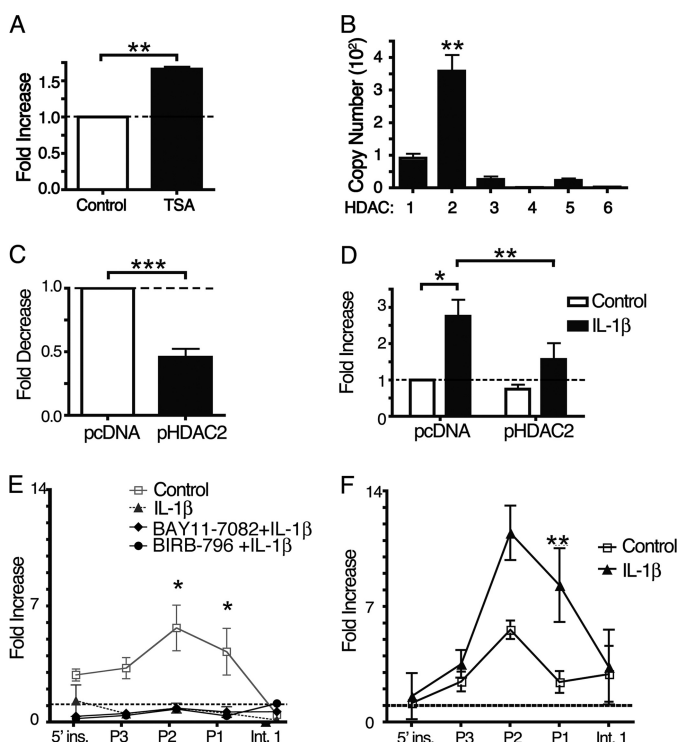 A
**
Fold Increase
1.5
1.0
0.5
0.0
Control TSA
B
**
Copy Number (10²)
4
3
2
1
0
HDAC: 1 2 3 4 5 6
C
***
Fold Decrease
1.0
0.5
0.0
pcDNA pHDAC2
D
**
*
Control
IL-1β
Fold Increase
3
2
1
0
pcDNA pHDAC2
E
14
Control
IL-1β
BAY11-7082+IL-1β
BIRB-796 +IL-1β
* *
Fold Increase
7
0
5' ins. P3 P2 P1 Int. 1
F
14
**
Control
IL-1β
Fold Increase
7
0
5' ins. P3 P2 P1 Int. 1